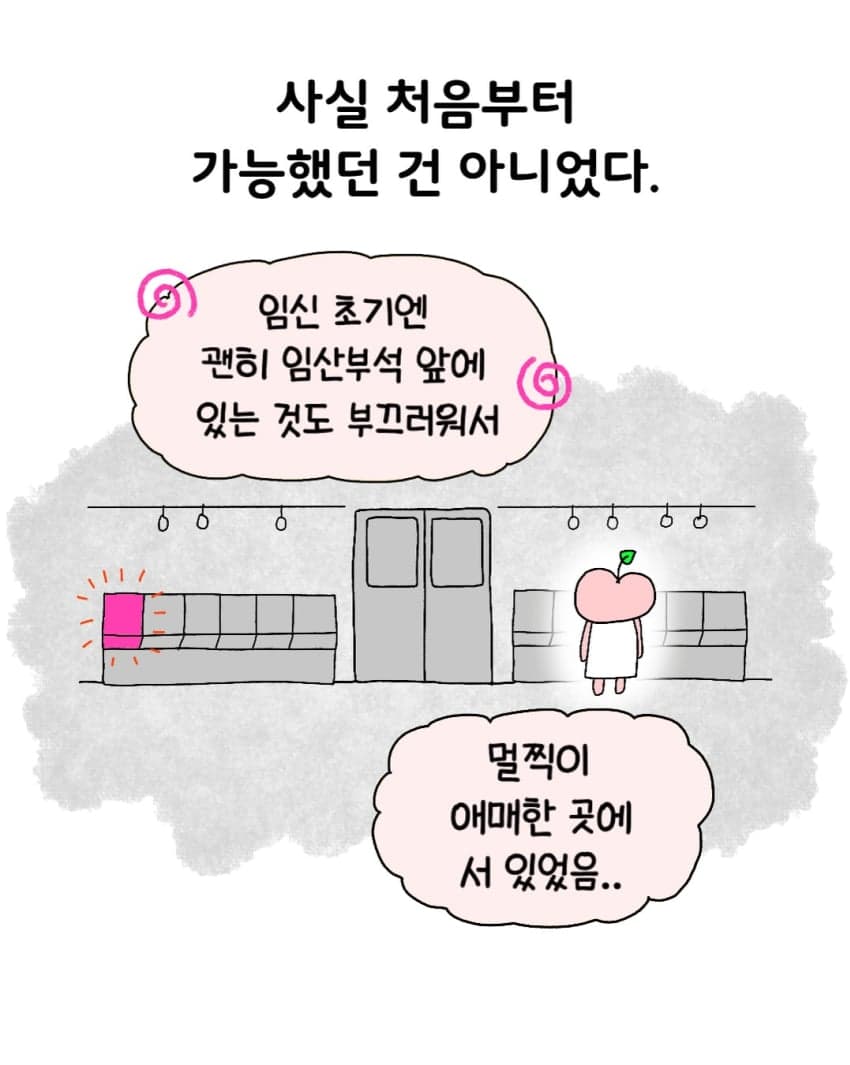 사실 처음부터
가능했던 건 아니었다.
임신 초기엔
괜히 임산부석 앞에
있는 것도 부끄러워서
멀찍이
애매한 곳에
서 있었음..